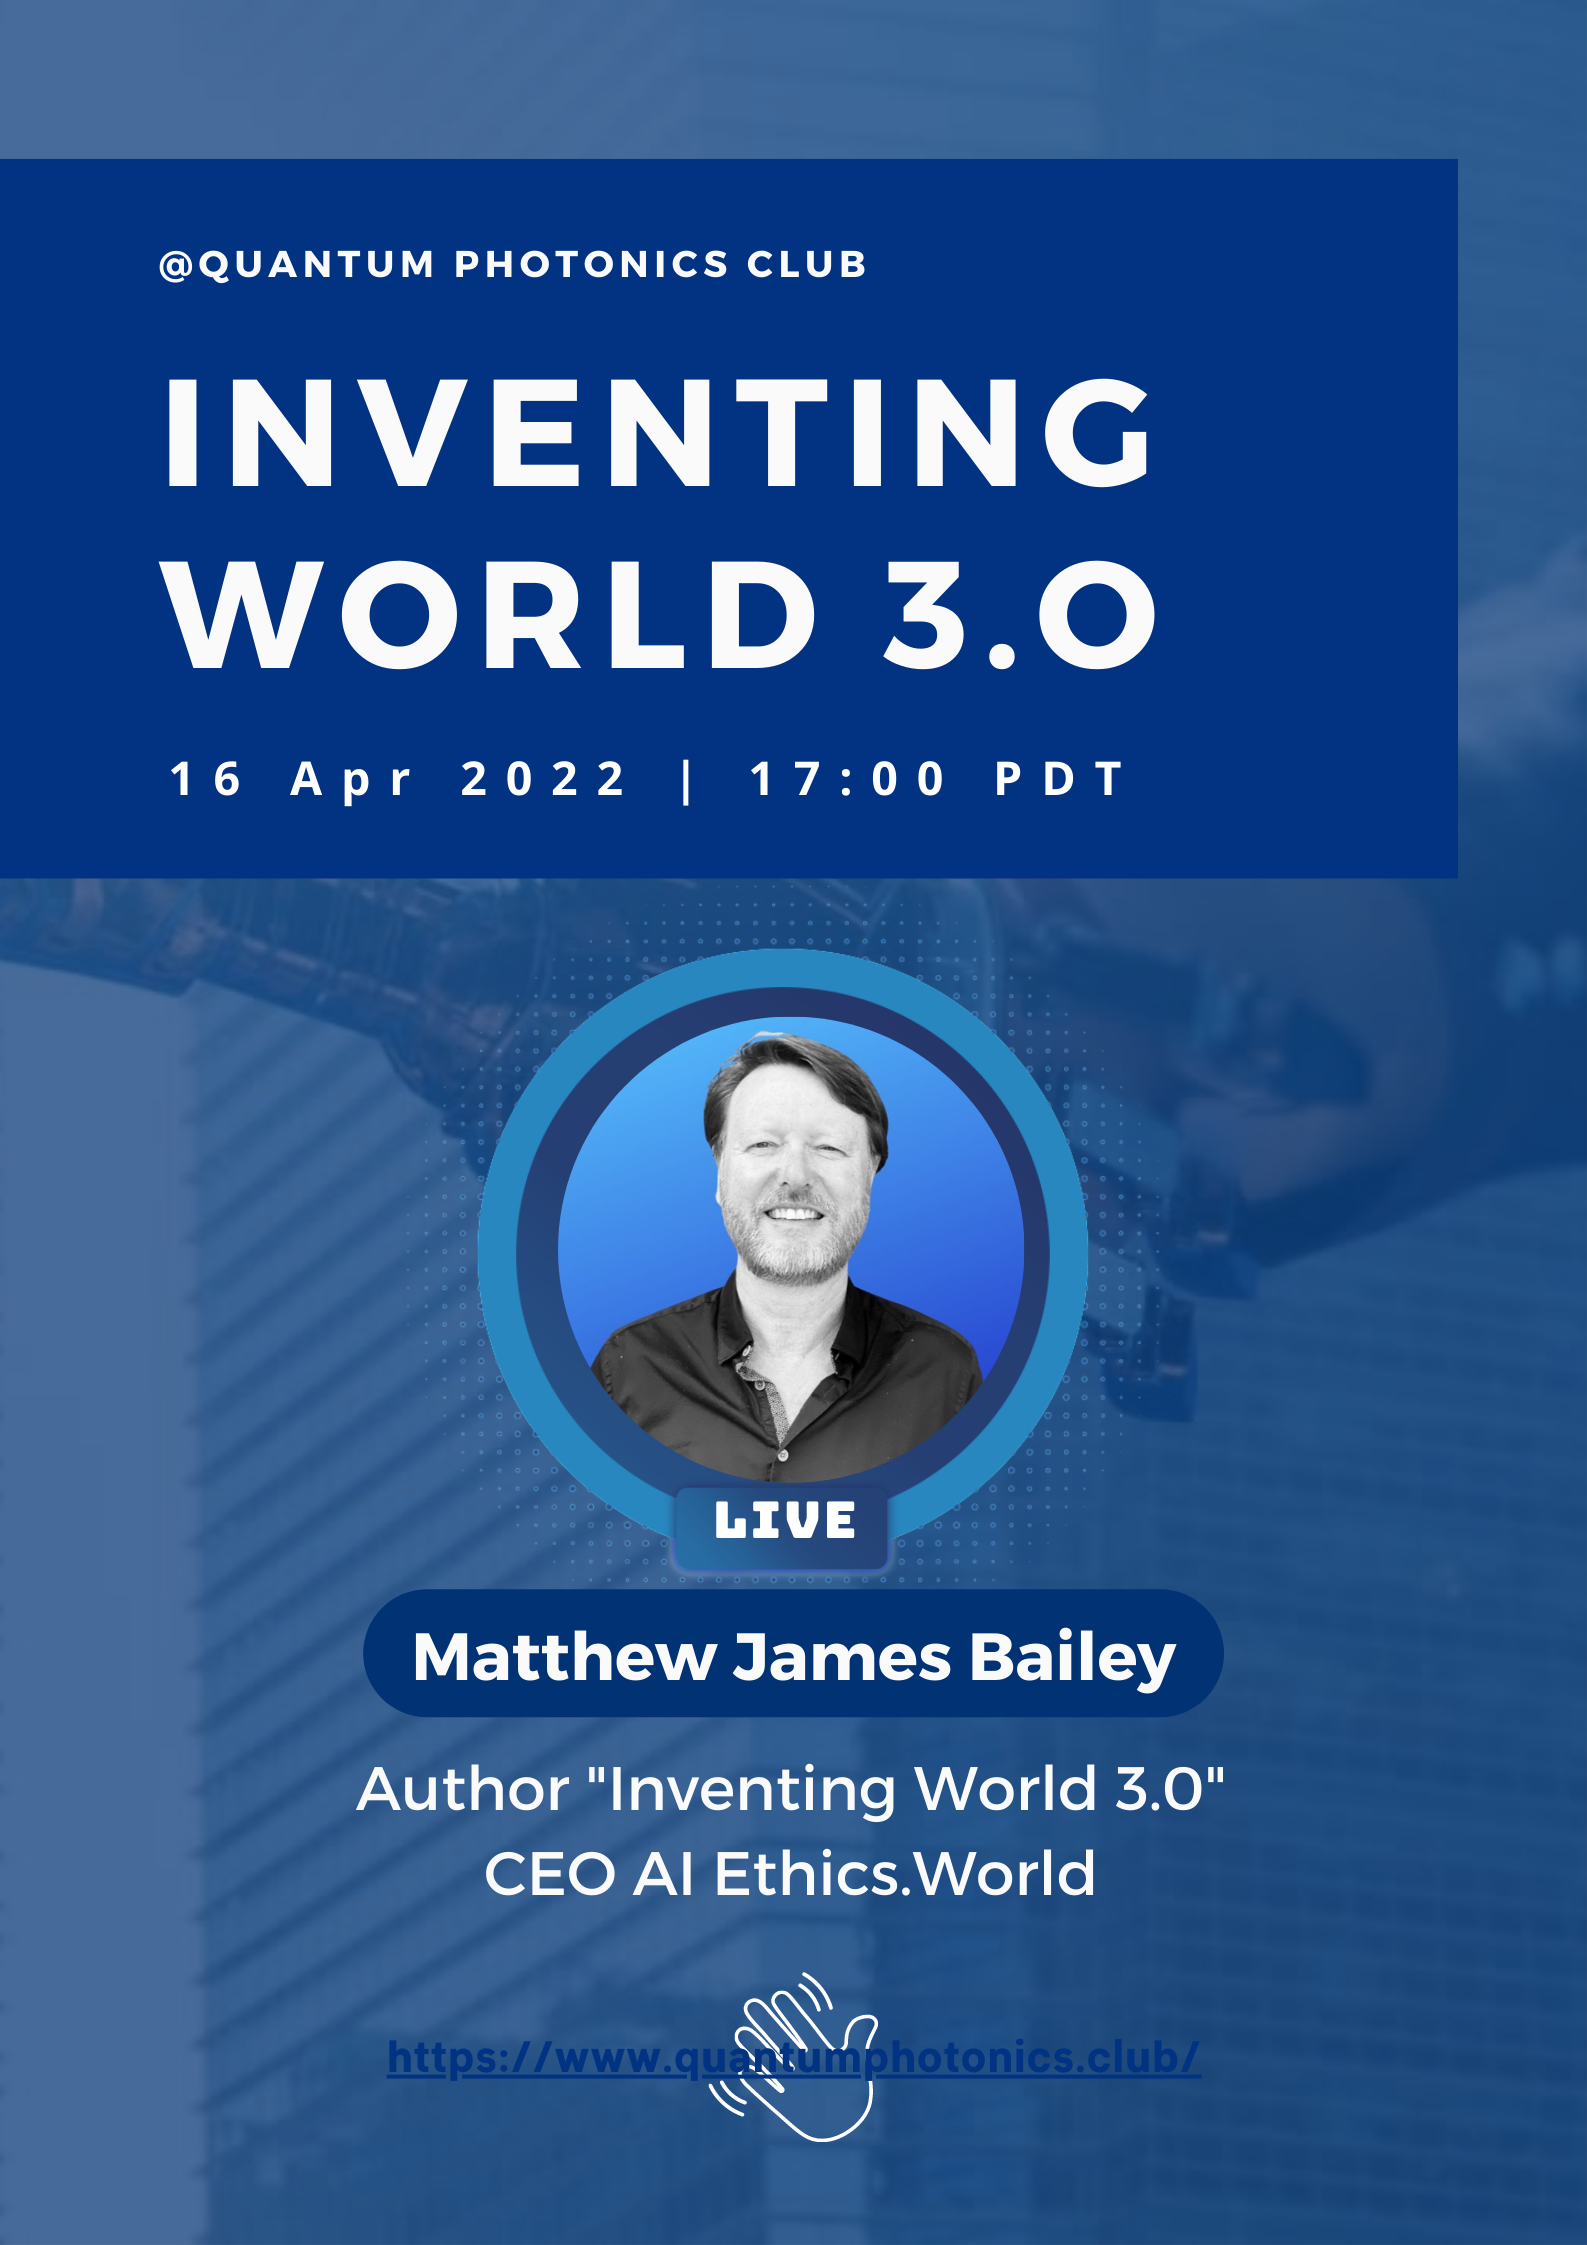 @QUANTUM PHOTONICS CLUB
INVENTING
WORLD 3.O
16 Apr 2022 | 17:00 PDT
LIVE
Matthew James Bailey
Author "Inventing World 3.0"
CEO AI Ethics.World
https://www.quantumphotonics.club/